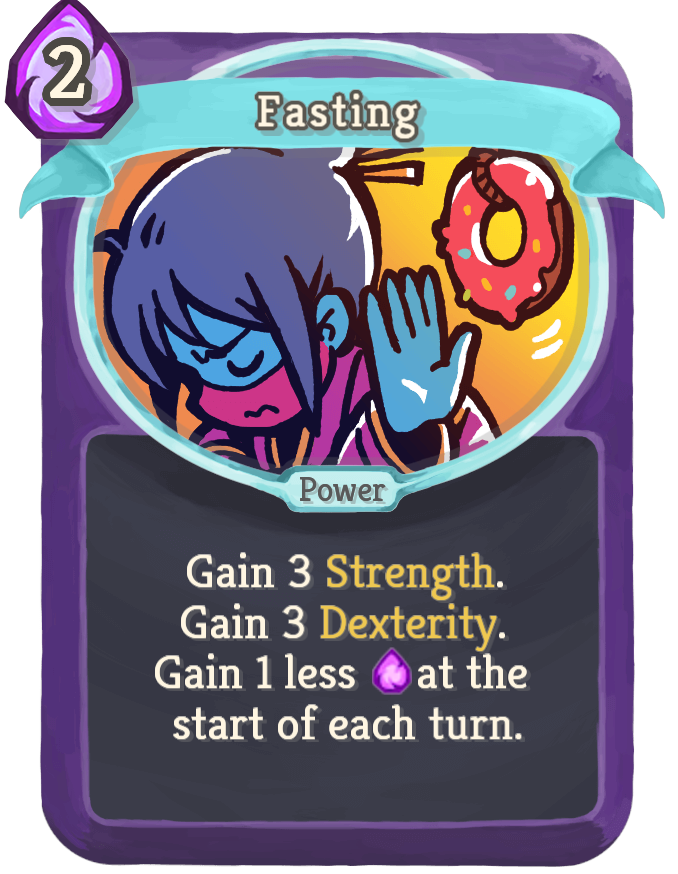 2
Fasting
Power
Gain 3 Strength.
Gain 3 Dexterity.
Gain 1 less at the
start of each turn.